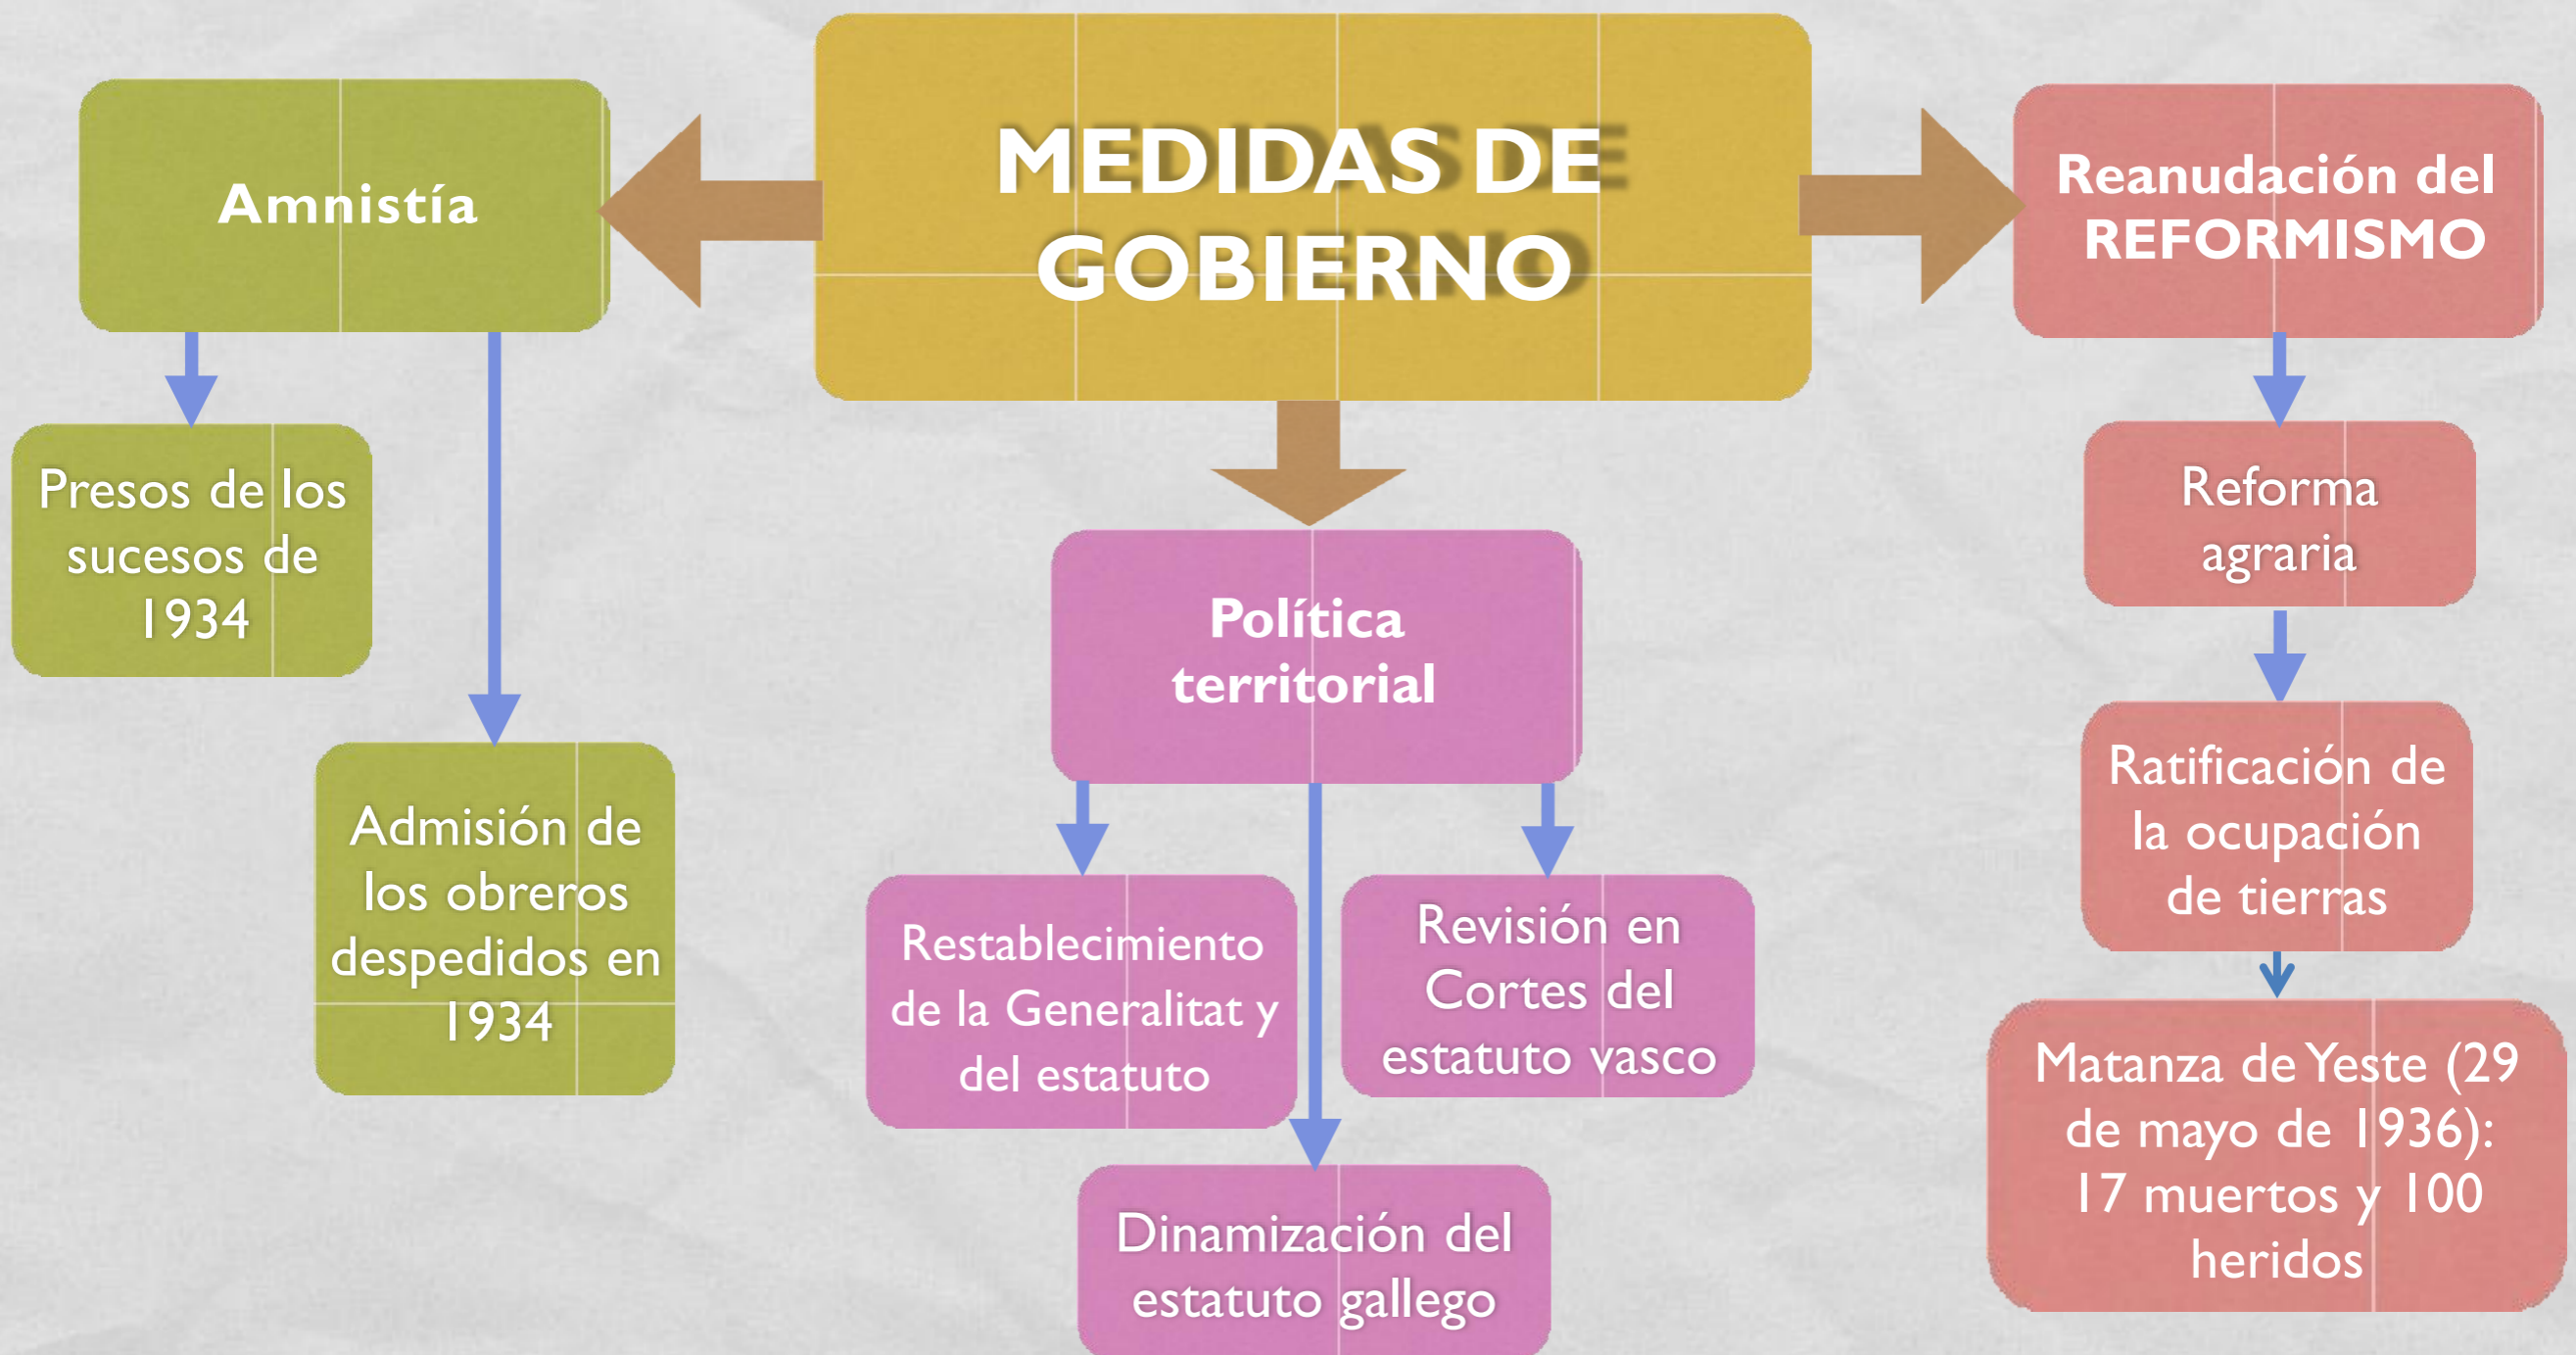 MEDIDAS DE
GOBIERNO
Amnistía
Presos de los
sucesos de
1934
Admisión de
los obreros
despedidos en
1934
Política
territorial
Restablecimiento
de la Generalitat y
del estatuto
Dinamización del
estatuto gallego
Revisión en
Cortes del
estatuto vasco
Reanudación del
REFORMISMO
Reforma
agraria
Ratificación de
la ocupación
de tierras
Matanza de Yeste (29
de mayo de 1936):
17 muertos y 100
heridos